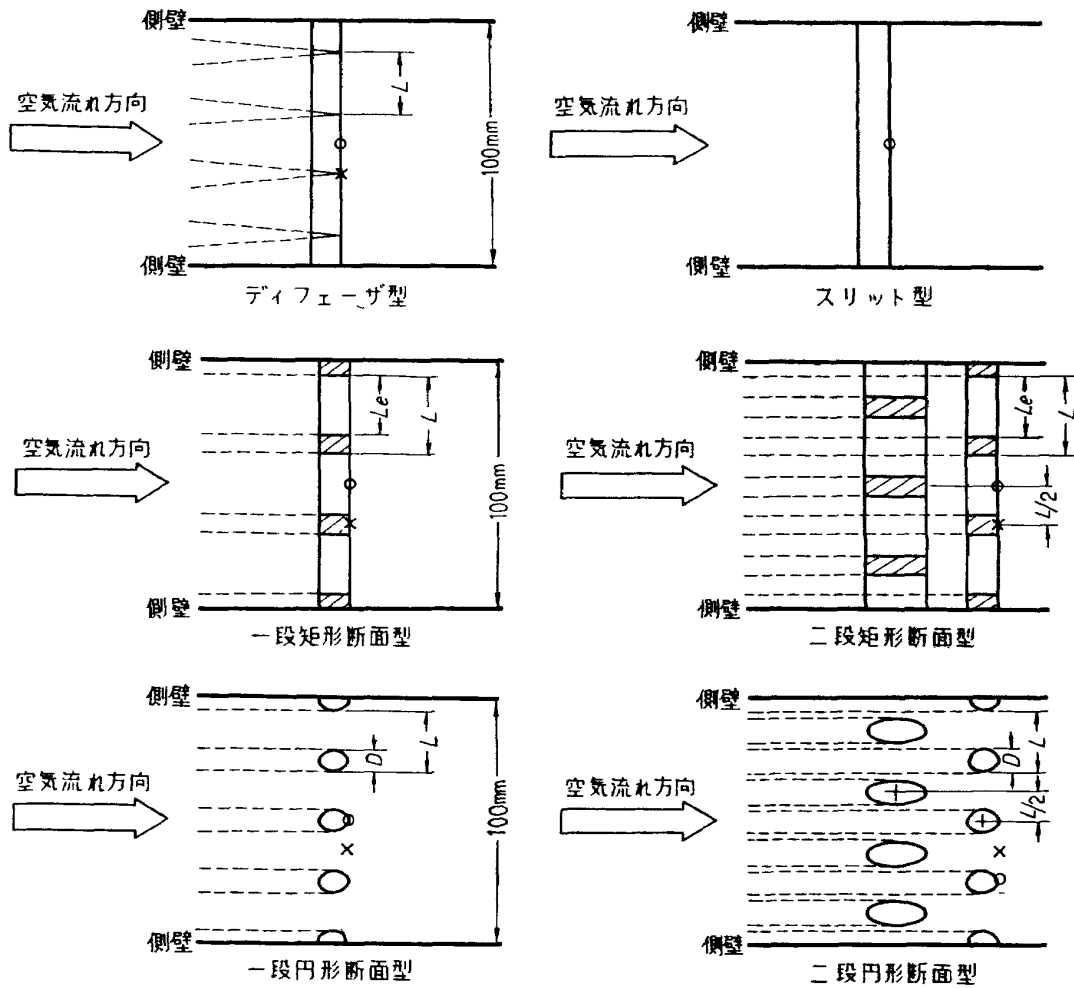 側壁
L
空気流れ方向
100mm
側壁
ディフェーザ型
側壁
空気流れ方向
側壁
スリット型
側壁
Le
L
空気流れ方向
100mm
側壁
一段矩形断面型
側壁
Le
L
空気流れ方向
L/2
側壁
二段矩形断面型
側壁
L
D
空気流れ方向
100mm
側壁
一段円形断面型
側壁
L
D
空気流れ方向
L/2
側壁
二段円形断面型